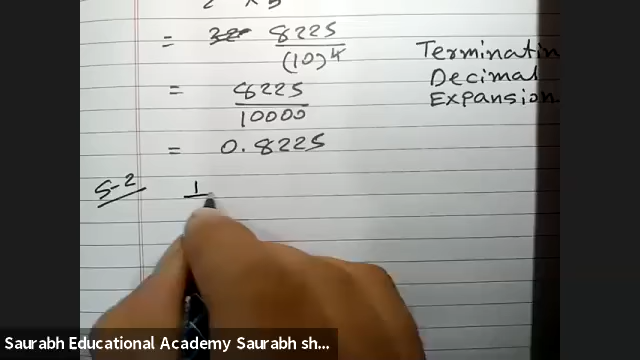 = 8225
(10)4
= 8225
10000
= 0.8225
Terminatin
Decimal
Expansion.
S-2 1
Saurabh Educational Academy Saurabh sh...